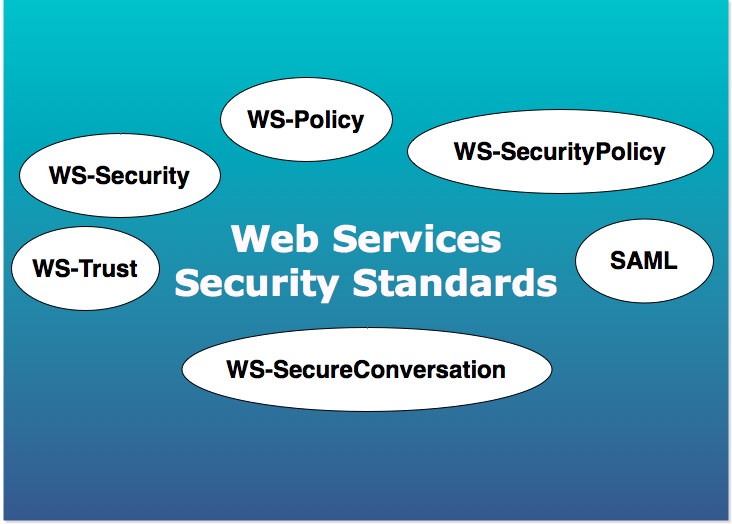 WS-Policy
WS-SecurityPolicy
WS-Security
Web Services
Security Standards
WS-Trust
SAML
WS-SecureConversation